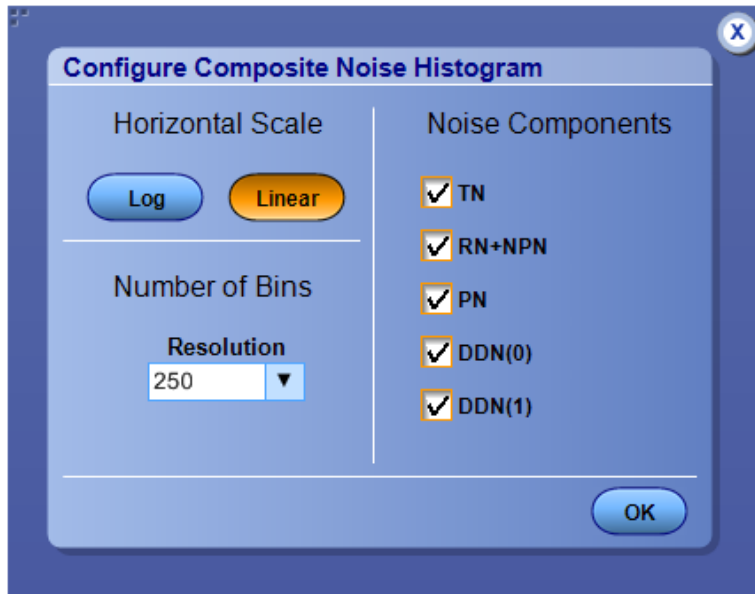 X
Configure Composite Noise Histogram
Horizontal Scale
Log
Linear
Number of Bins
Resolution
250
Noise Components
TN
RN+NPN
PN
DDN(0)
DDN(1)
OK